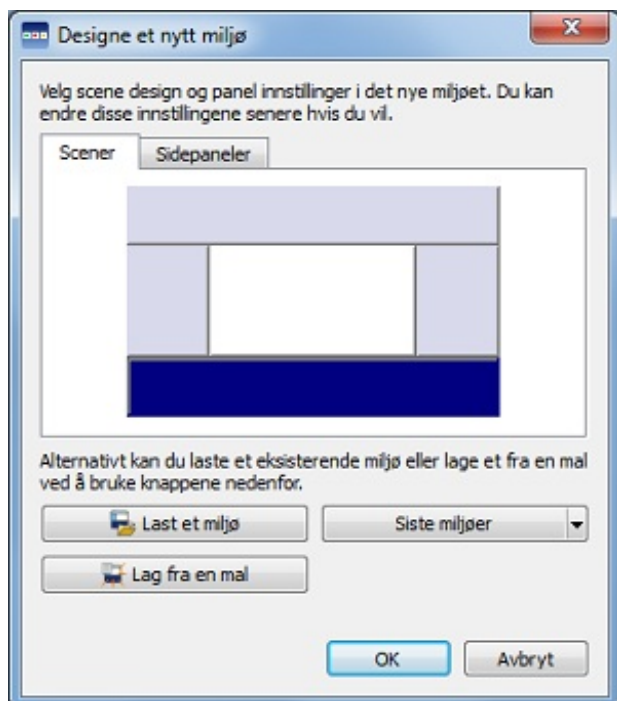 Designe et nytt miljø
Velg scene design og panel innstillinger i det nye miljøet. Du kan
endre disse innstillingene senere hvis du vil.
Scener
Sidepaneler
Alternativt kan du laste et eksisterende miljø eller lage et fra en mal
ved å bruke knappene nedenfor.
Last et miljø
Siste miljøer
Lag fra en mal
OK
Avbryt